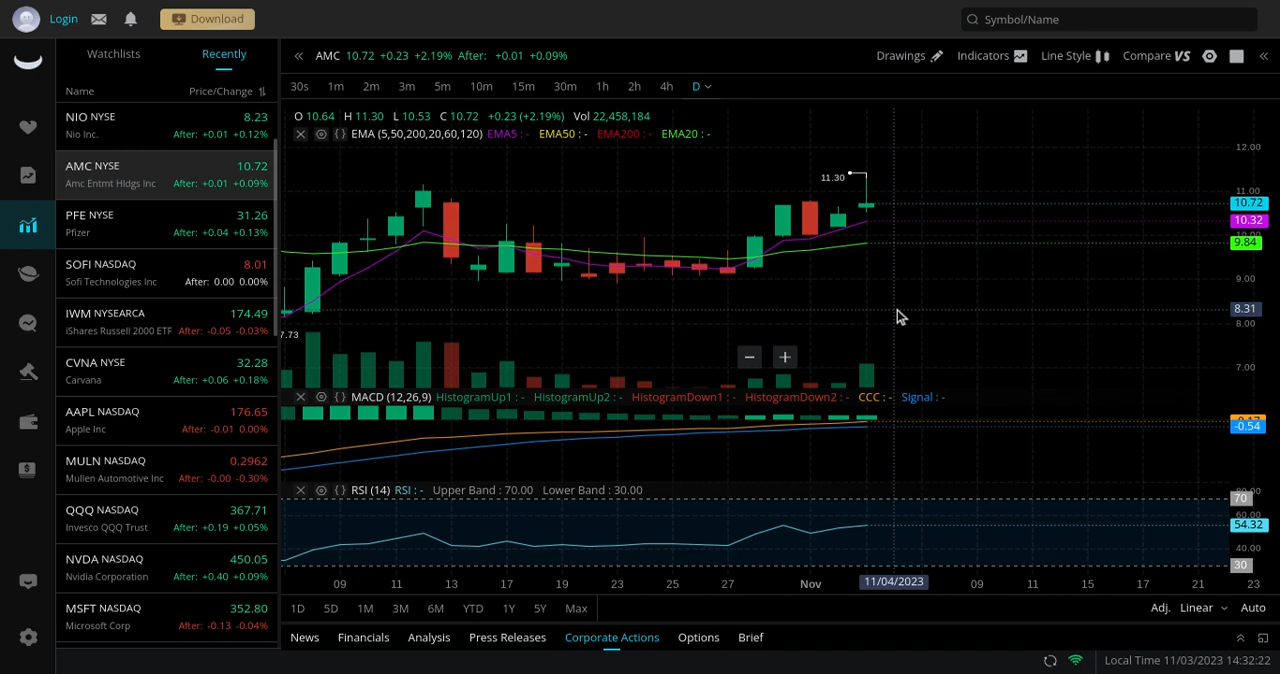 Login
Download
Symbol/Name
Watchlists
Recently
Name Price/Change
NIO NYSE 8.23
Nio Inc. After: +0.01 +0.12%
AMC NYSE 10.72
Amc Entmt Hldgs Inc After: +0.01 +0.09%
PFE NYSE 31.26
Pfizer After: +0.04 +0.13%
SOFI NASDAQ 8.01
Sofi Technologies Inc After: 0.00 0.00%
IWM NYSEARCA 174.49
iShares Russell 2000 ETF After: -0.05 -0.03%
CVNA NYSE 32.28
Carvana After: +0.06 +0.18%
AAPL NASDAQ 176.65
Apple Inc After: -0.01 0.00%
MULN NASDAQ 0.2962
Mullen Automotive Inc After: -0.00 -0.30%
QQQ NASDAQ 367.71
Invesco QQQ Trust After: +0.19 +0.05%
NVDA NASDAQ 450.05
Nvidia Corporation After: +0.40 +0.09%
MSFT NASDAQ 352.80
Microsoft Corp After: -0.13 -0.04%
AMC 10.72 +0.23 +2.19% After: +0.01 +0.09%
Drawings Indicators Line Style Compare VS
30s 1m 2m 3m 5m 10m 15m 30m 1h 2h 4h D
O 10.64 H 11.30 L 10.53 C 10.72 +0.23 (+2.19%) Vol 22,458,184
EMA (5,50,200,20,60,120) EMA5 : - EMA50 : - EMA200 : - EMA20 : -
12.00
11.30
11.00
10.72
10.32
9.84
9.00
8.31
8.00
7.73
7.00
MACD (12,26,9) HistogramUp1 : - HistogramUp2 : - HistogramDown1 : - HistogramDown2 : - CCC : - Signal : -
-0.54
RSI (14) RSI : - Upper Band : 70.00 Lower Band : 30.00
70
60.00
54.32
40.00
30
09 11 13 17 19 23 25 27 Nov 11/04/2023 09 11 15 17 21 23
1D 5D 1M 3M 6M YTD 1Y 5Y Max
Adj. Linear Auto
News Financials Analysis Press Releases Corporate Actions Options Brief
Local Time 11/03/2023 14:32:22